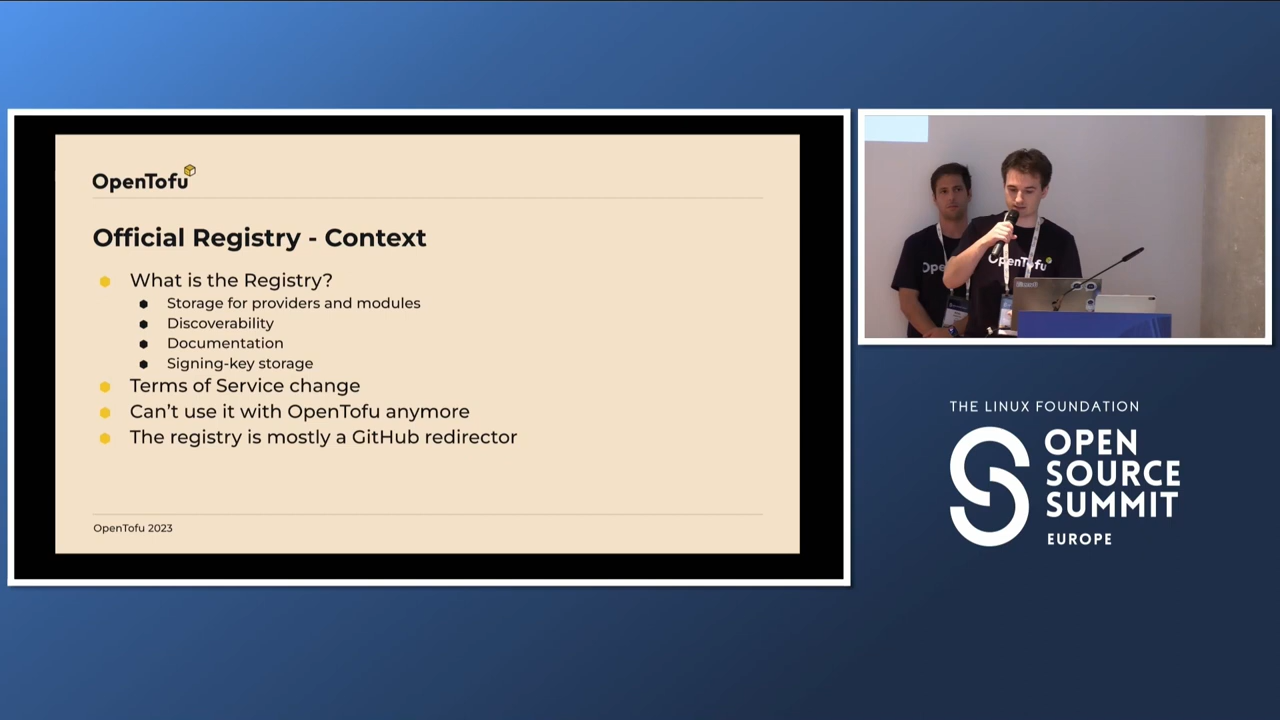 OpenTofu
Official Registry - Context
What is the Registry?
Storage for providers and modules
Discoverability
Documentation
Signing-key storage
Terms of Service change
Can't use it with OpenTofu anymore
The registry is mostly a GitHub redirector
OpenTofu 2023
OpenTofu
THE LINUX FOUNDATION
OPEN
SOURCE
SUMMIT
EUROPE